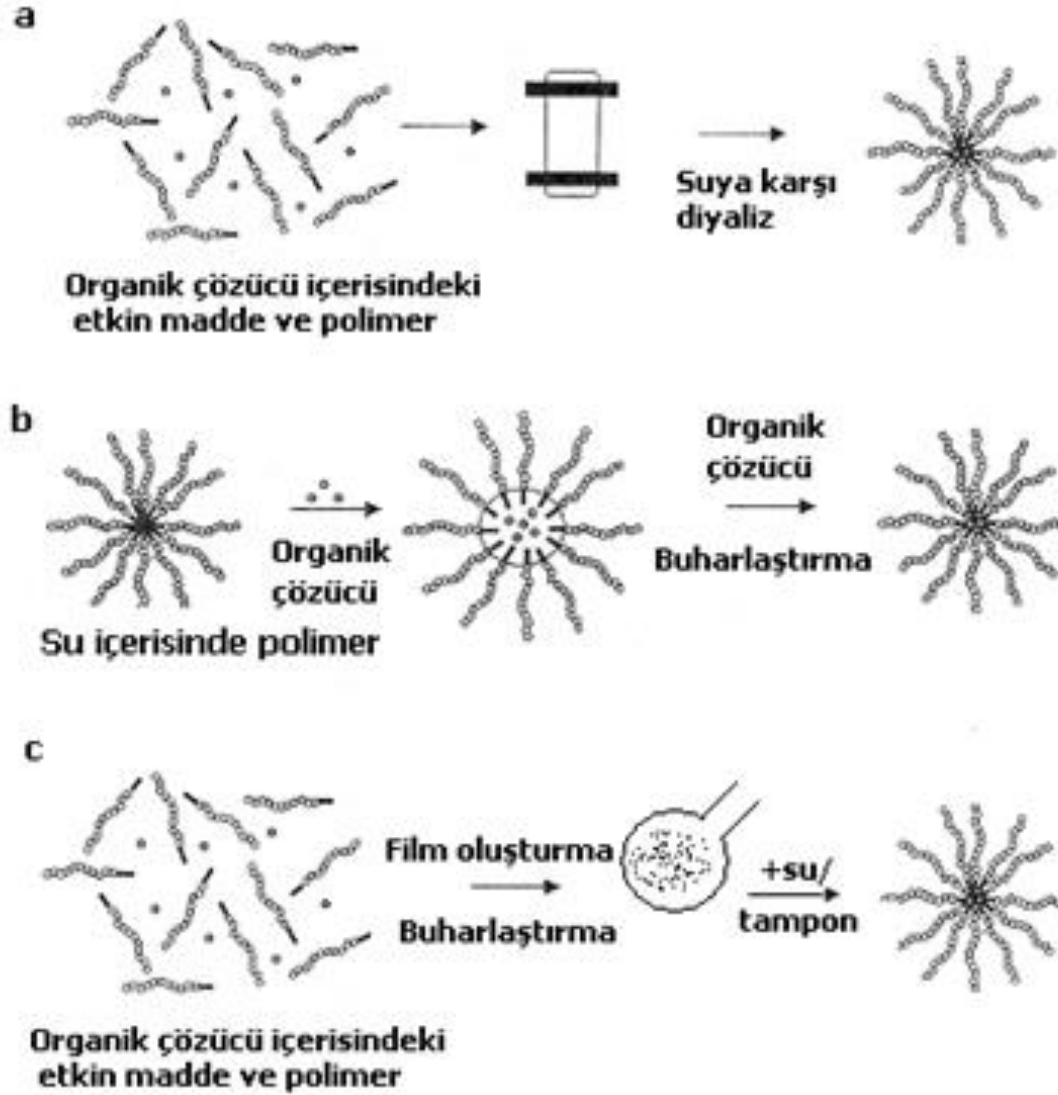 a
Suya karşı
diyaliz
Organik çözücü içerisindeki
etkin madde ve polimer
b
Organik
çözücü
Su içerisinde polimer
Organik
çözücü
Buharlaştırma
c
Film oluşturma
Buharlaştırma
+su/
tampon
Organik çözücü içerisindeki
etkin madde ve polimer